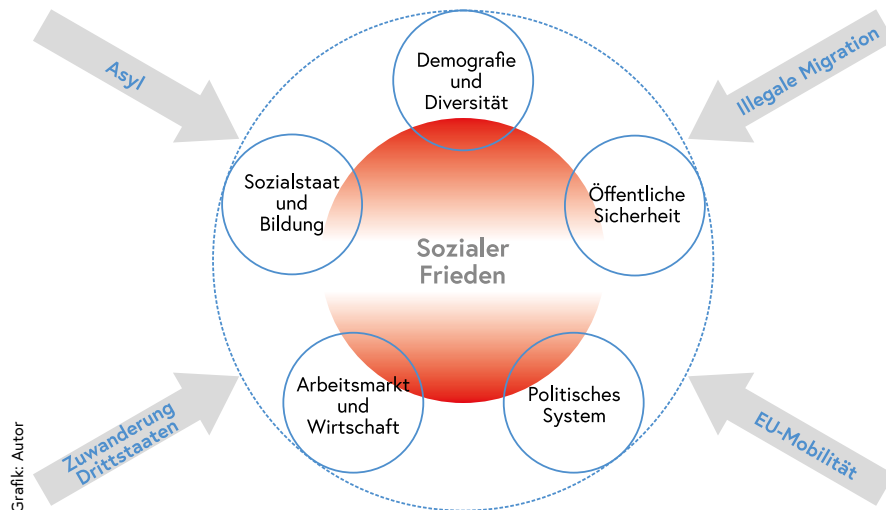 Asyl
Illegale Migration
Demografie
und
Diversität
Sozialstaat
und
Bildung
Öffentliche
Sicherheit
Sozialer
Frieden
Arbeitsmarkt
und
Wirtschaft
Politisches
System
Zuwanderung
Drittstaaten
EU-Mobilität
Grafik: Autor